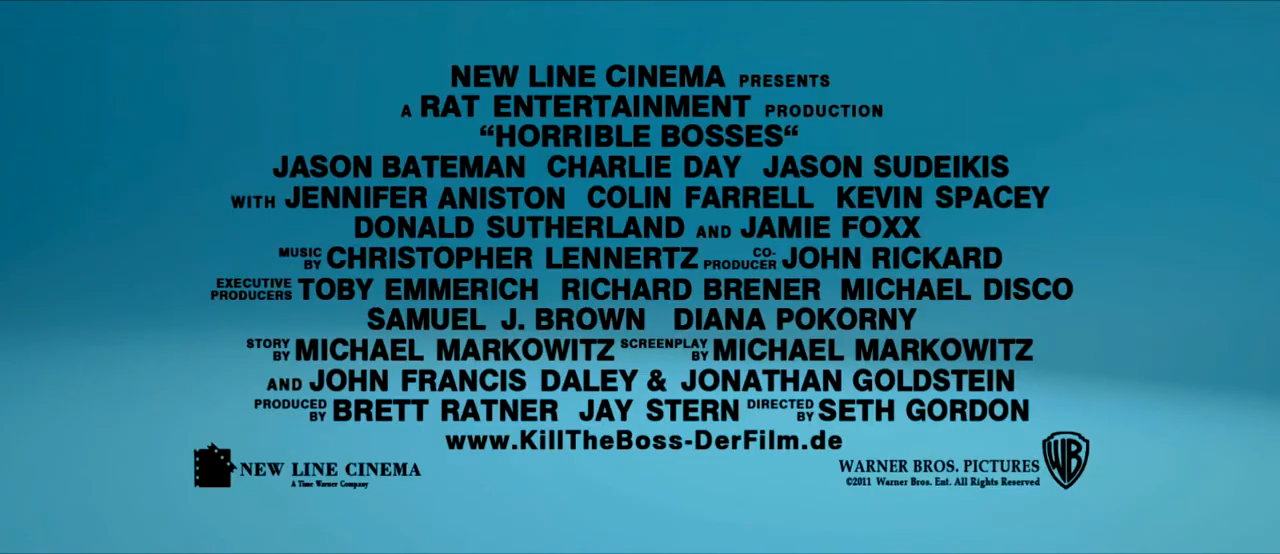 NEW LINE CINEMA PRESENTS
A RAT ENTERTAINMENT PRODUCTION
“HORRIBLE BOSSES“
JASON BATEMAN CHARLIE DAY JASON SUDEIKIS
WITH JENNIFER ANISTON COLIN FARRELL KEVIN SPACEY
DONALD SUTHERLAND AND JAMIE FOXX
MUSIC BY CHRISTOPHER LENNERTZ CO-PRODUCER JOHN RICKARD
EXECUTIVE PRODUCERS TOBY EMMERICH RICHARD BRENER MICHAEL DISCO
SAMUEL J. BROWN DIANA POKORNY
STORY BY MICHAEL MARKOWITZ SCREENPLAY BY MICHAEL MARKOWITZ
AND JOHN FRANCIS DALEY & JONATHAN GOLDSTEIN
PRODUCED BY BRETT RATNER JAY STERN DIRECTED BY SETH GORDON
www.KillTheBoss-DerFilm.de
NEW LINE CINEMA
A Time Warner Company
WARNER BROS. PICTURES
©2011 Warner Bros. Ent. All Rights Reserved
WB